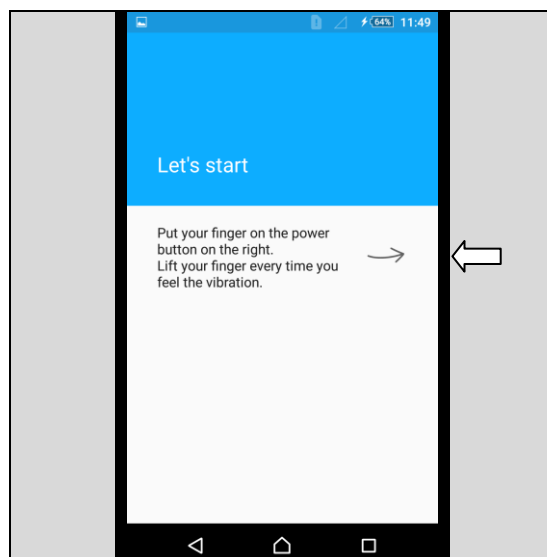 64% 11:49
Let's start
Put your finger on the power
button on the right.
Lift your finger every time you
feel the vibration.